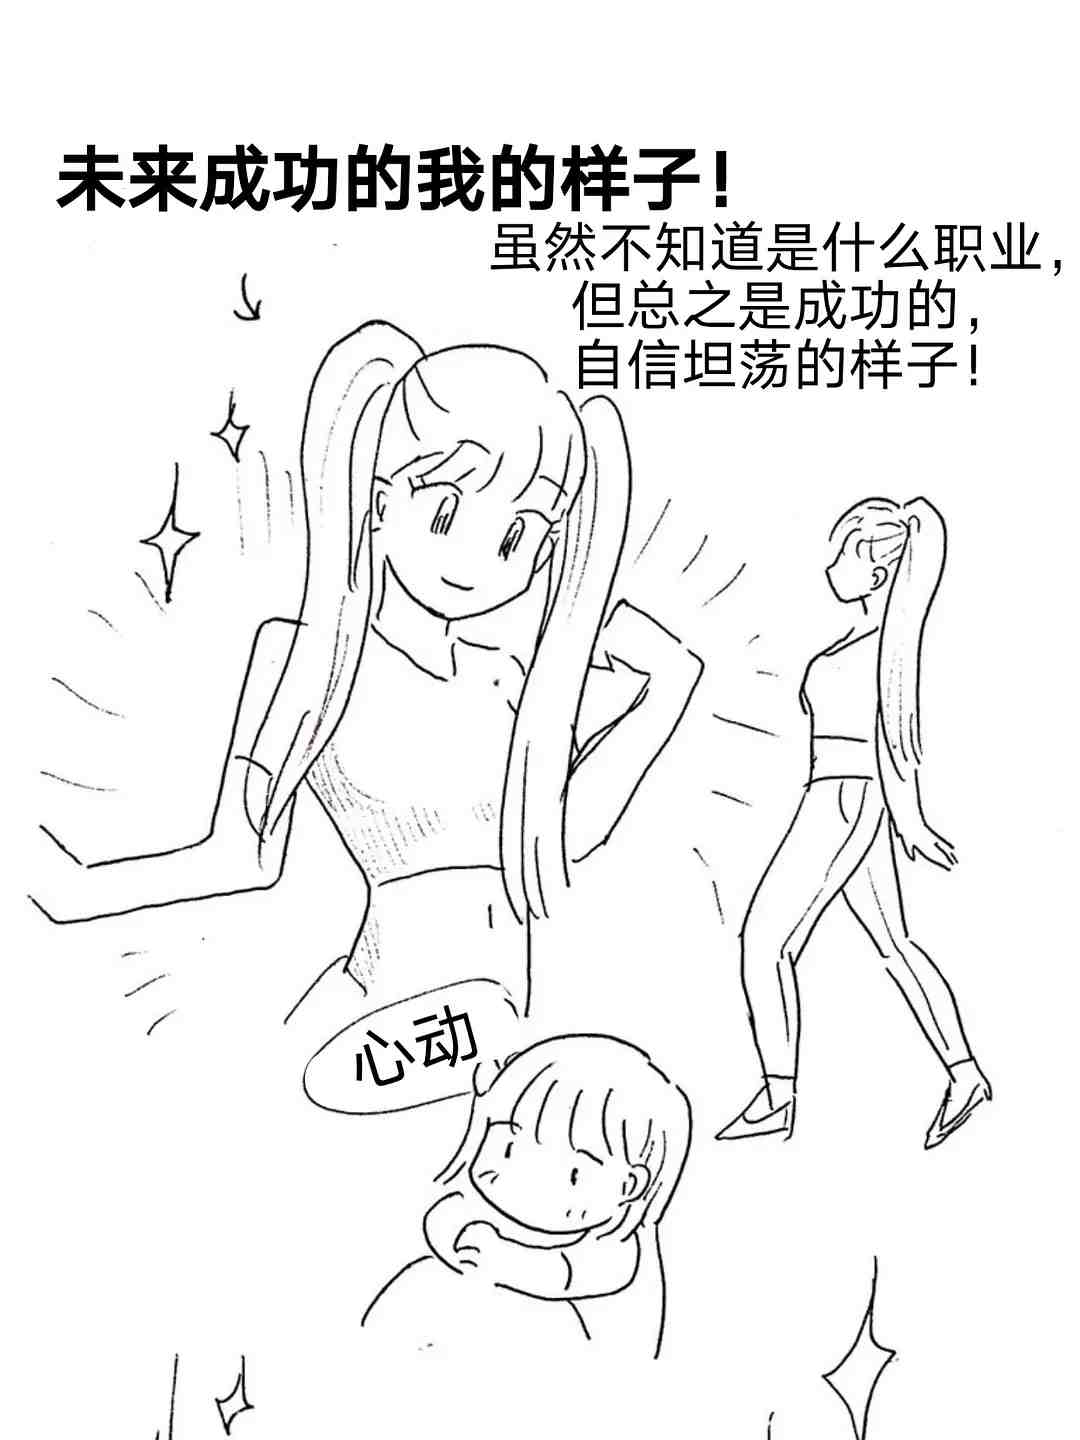 未来成功的我的样子！
虽然不知道是什么职业，
但总之是成功的，
自信坦荡的样子！
心动